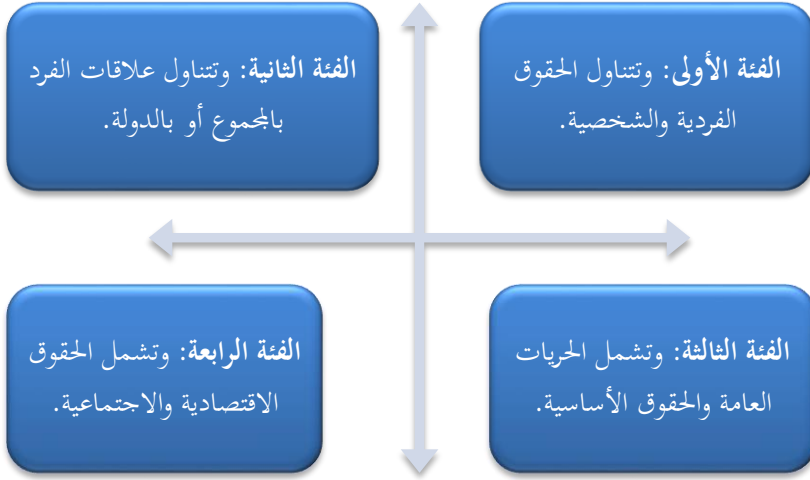 الفئة الأولى: وتتناول الحقوق
الفردية والشخصية.
الفئة الثانية: وتتناول علاقات الفرد
بالمجموع أو بالدولة.
الفئة الثالثة: وتشمل الحريات
العامة والحقوق الأساسية.
الفئة الرابعة: وتشمل الحقوق
الاقتصادية والاجتماعية.